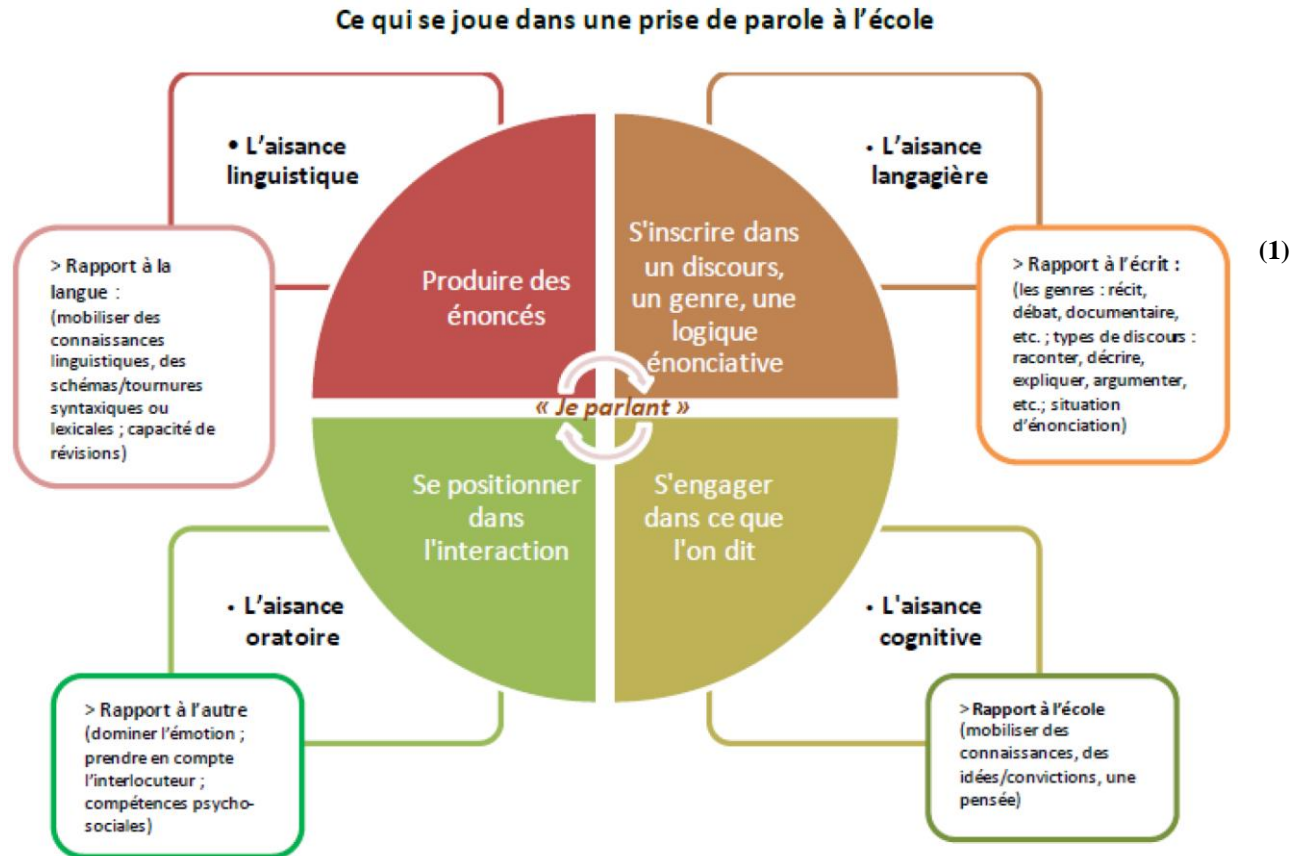 Ce qui se joue dans une prise de parole à l'école
• L'aisance
linguistique
> Rapport à la
langue :
(mobiliser des
connaissances
linguistiques, des
schémas/tournures
syntaxiques ou
lexicales ; capacité de
révisions)
Produire des
énoncés
S'inscrire dans
un discours,
un genre, une
logique
énonciative
• L'aisance
langagière
> Rapport à l'écrit :
(les genres : récit,
débat, documentaire,
etc. ; types de discours :
raconter, décrire,
expliquer, argumenter,
etc.; situation
d'énonciation)
(1)
« Je parlant »
Se positionner
dans
l'interaction
S'engager
dans ce que
l'on dit
• L'aisance
oratoire
> Rapport à l'autre
(dominer l'émotion ;
prendre en compte
l'interlocuteur ;
compétences psycho-
sociales)
• L'aisance
cognitive
> Rapport à l'école
(mobiliser des
connaissances, des
idées/convictions, une
pensée)